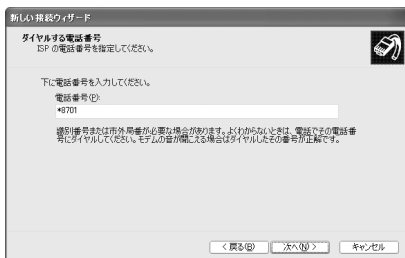 新しい接続ウィザード
ダイヤルする電話番号
ISP の電話番号を指定してください。
下に電話番号を入力してください。
電話番号(P):
*8701
識別番号または市外局番が必要な場合があります。よくわからないときは、電話でその電話番
号にダイヤルしてください。モデムの音が聞こえる場合はダイヤルしたその番号が正解です。
< 戻る(B)
次へ(N) >
キャンセル